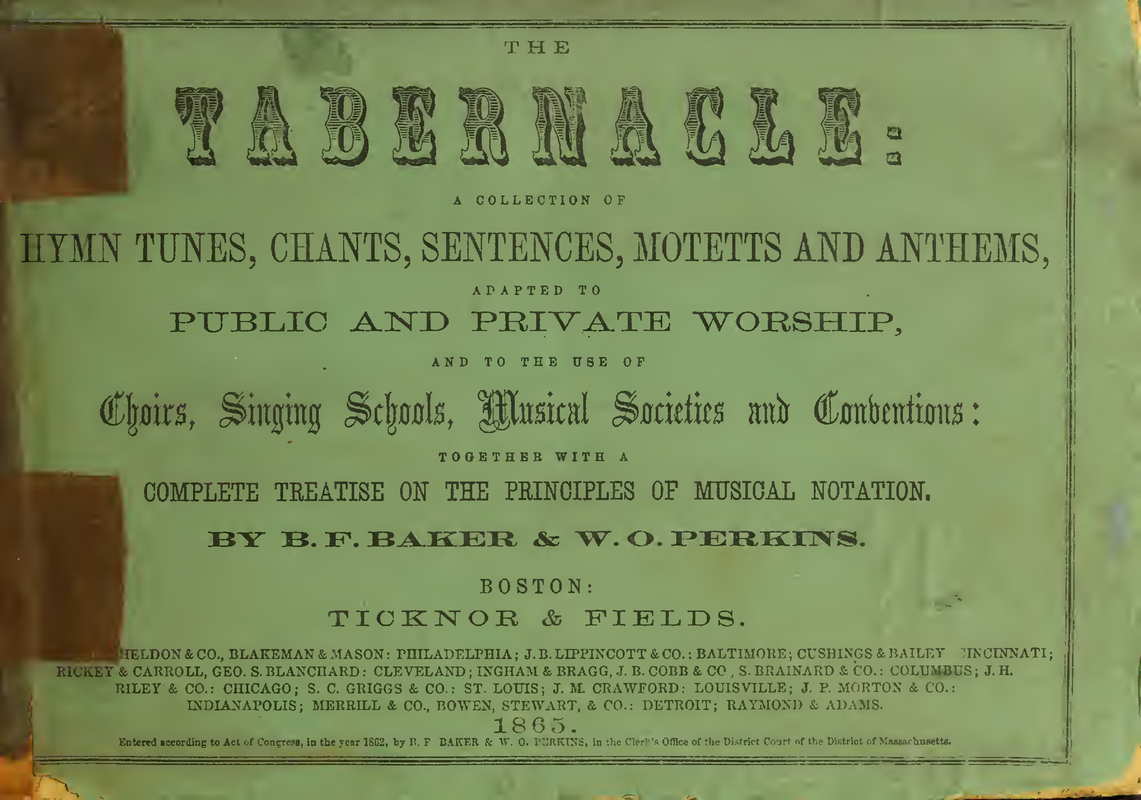 THE
TABERNACLE:
A COLLECTION OF
HYMN TUNES, CHANTS, SENTENCES, MOTETTS AND ANTHEMS,
ADAPTED TO
PUBLIC AND PRIVATE WORSHIP,
AND TO THE USE OF
Choirs, Singing Schools, Musical Societies and Conventions:
TOGETHER WITH A
COMPLETE TREATISE ON THE PRINCIPLES OF MUSICAL NOTATION.
BY B. F. BAKER & W. O. PERKINS.
BOSTON:
TICKNOR & FIELDS.
HELDON & CO., BLAKEMAN & MASON: PHILADELPHIA; J. B. LIPPINCOTT & CO.: BALTIMORE; CUSHINGS & BAILEY INCINNATI;
RICKEY & CARROLL, GEO. S. BLANCHARD: CLEVELAND; INGHAM & BRAGG, J. B. COBB & CO, S. BRAINARD & CO.: COLUMBUS; J. H.
RILEY & CO.: CHICAGO; S. C. GRIGGS & CO.: ST. LOUIS; J. M. CRAWFORD: LOUISVILLE; J. P. MORTON & CO.:
INDIANAPOLIS; MERRILL & CO., BOWEN, STEWART, & CO.: DETROIT; RAYMOND & ADAMS.
1865.
Entered according to Act of Congress, in the year 1862, by B. F BAKER & W. O. PERKINS, in the Clerk's Office of the District Court of the District of Massachusetts.